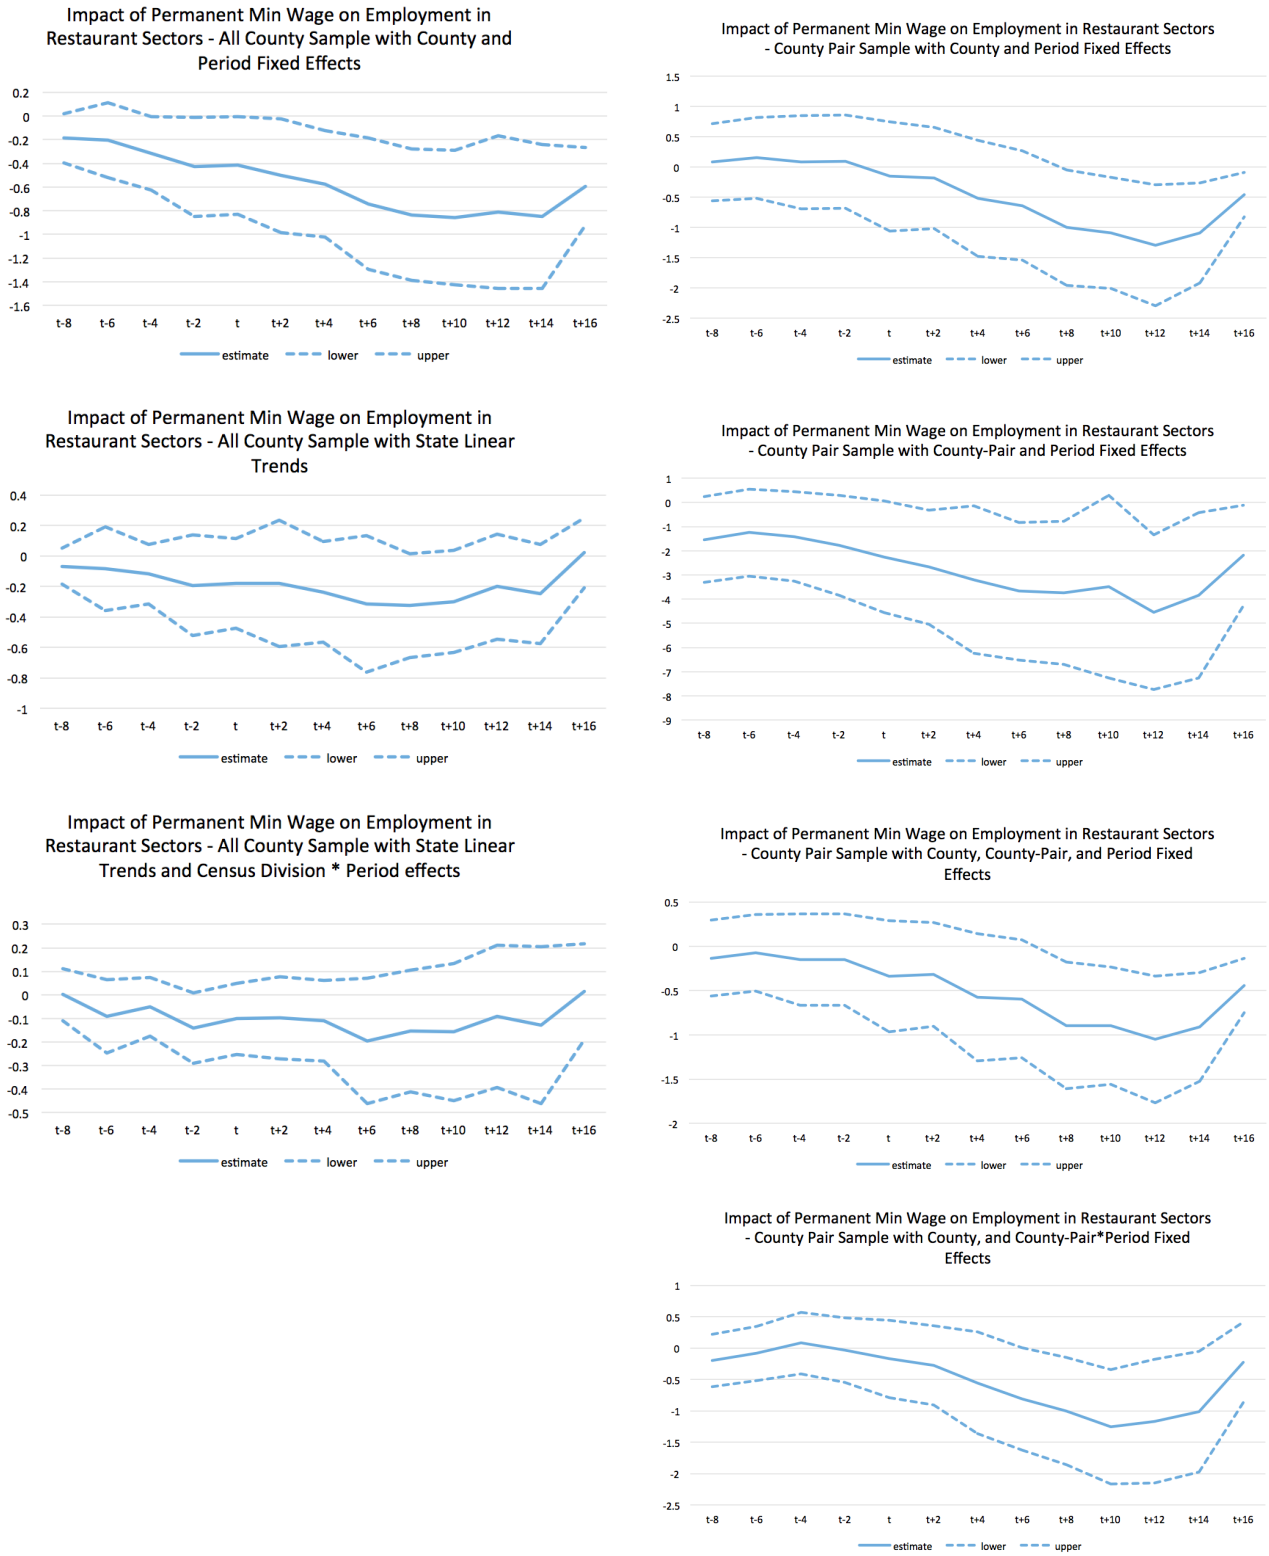 Impact of Permanent Min Wage on Employment in
Restaurant Sectors - All County Sample with County and
Period Fixed Effects
0.2
0
-0.2
-0.4
-0.6
-0.8
-1
-1.2
-1.4
-1.6
t-8 t-6 t-4 t-2 t t+2 t+4 t+6 t+8 t+10 t+12 t+14 t+16
estimate lower upper
Impact of Permanent Min Wage on Employment in Restaurant Sectors
- County Pair Sample with County and Period Fixed Effects
1.5
1
0.5
0
-0.5
-1
-1.5
-2
-2.5
t-8 t-6 t-4 t-2 t t+2 t+4 t+6 t+8 t+10 t+12 t+14 t+16
estimate lower upper
Impact of Permanent Min Wage on Employment in
Restaurant Sectors - All County Sample with State Linear
Trends
0.4
0.2
0
-0.2
-0.4
-0.6
-0.8
-1
t-8 t-6 t-4 t-2 t t+2 t+4 t+6 t+8 t+10 t+12 t+14 t+16
estimate lower upper
Impact of Permanent Min Wage on Employment in Restaurant Sectors
- County Pair Sample with County-Pair and Period Fixed Effects
1
0
-1
-2
-3
-4
-5
-6
-7
-8
-9
t-8 t-6 t-4 t-2 t t+2 t+4 t+6 t+8 t+10 t+12 t+14 t+16
estimate lower upper
Impact of Permanent Min Wage on Employment in
Restaurant Sectors - All County Sample with State Linear
Trends and Census Division * Period effects
0.3
0.2
0.1
0
-0.1
-0.2
-0.3
-0.4
-0.5
t-8 t-6 t-4 t-2 t t+2 t+4 t+6 t+8 t+10 t+12 t+14 t+16
estimate lower upper
Impact of Permanent Min Wage on Employment in Restaurant Sectors
- County Pair Sample with County, County-Pair, and Period Fixed
Effects
0.5
0
-0.5
-1
-1.5
-2
t-8 t-6 t-4 t-2 t t+2 t+4 t+6 t+8 t+10 t+12 t+14 t+16
estimate lower upper
Impact of Permanent Min Wage on Employment in Restaurant Sectors
- County Pair Sample with County, and County-Pair*Period Fixed
Effects
1
0.5
0
-0.5
-1
-1.5
-2
-2.5
t-8 t-6 t-4 t-2 t t+2 t+4 t+6 t+8 t+10 t+12 t+14 t+16
estimate lower upper